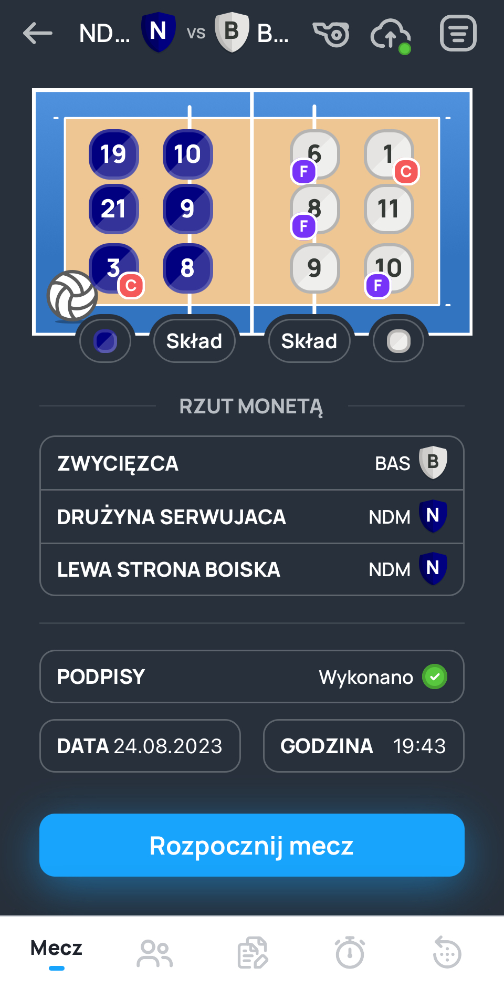 ND... N vs B B...
19 10 6 F 1 C
21 9 8 F 11
3 C 8 9 10 F
Skład Skład
RZUT MONETĄ
ZWYCIĘZCA BAS B
DRUŻYNA SERWUJACA NDM N
LEWA STRONA BOISKA NDM N
PODPISY Wykonano
DATA 24.08.2023 GODZINA 19:43
Rozpocznij mecz
Mecz